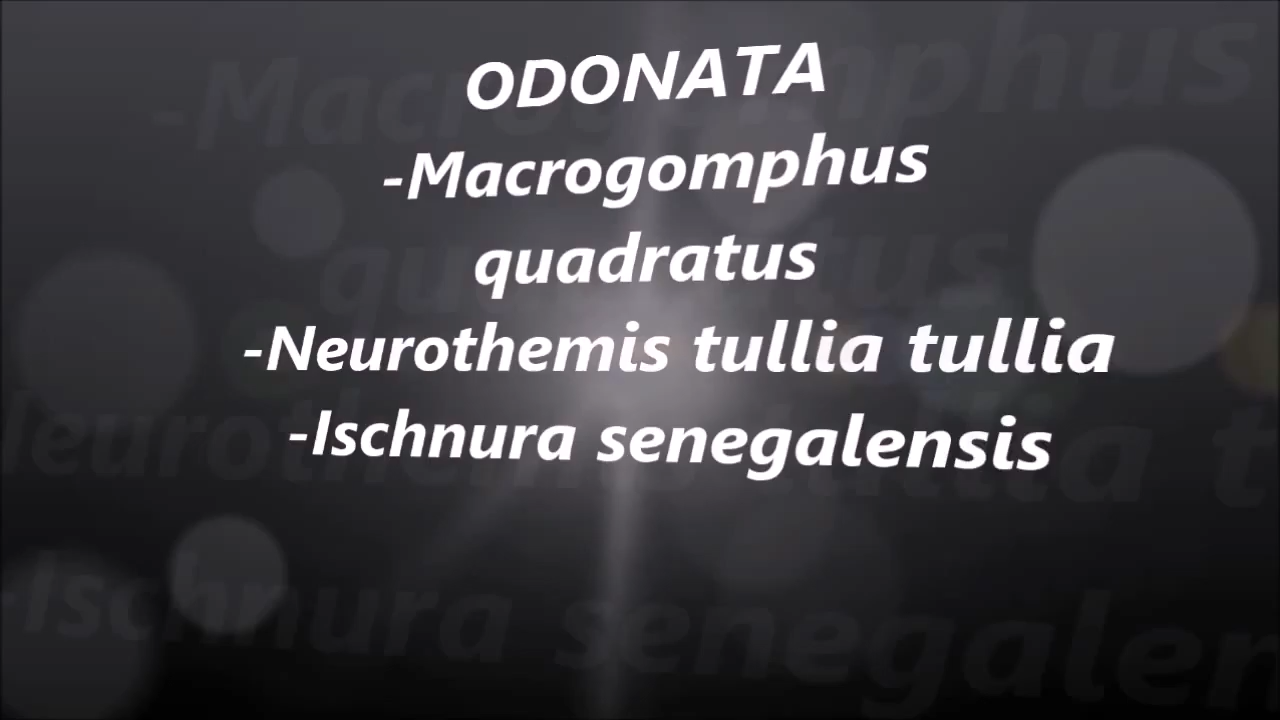 ODONATA
-Macrogomphus
quadratus
-Neurothemis tullia tullia
-Ischnura senegalensis